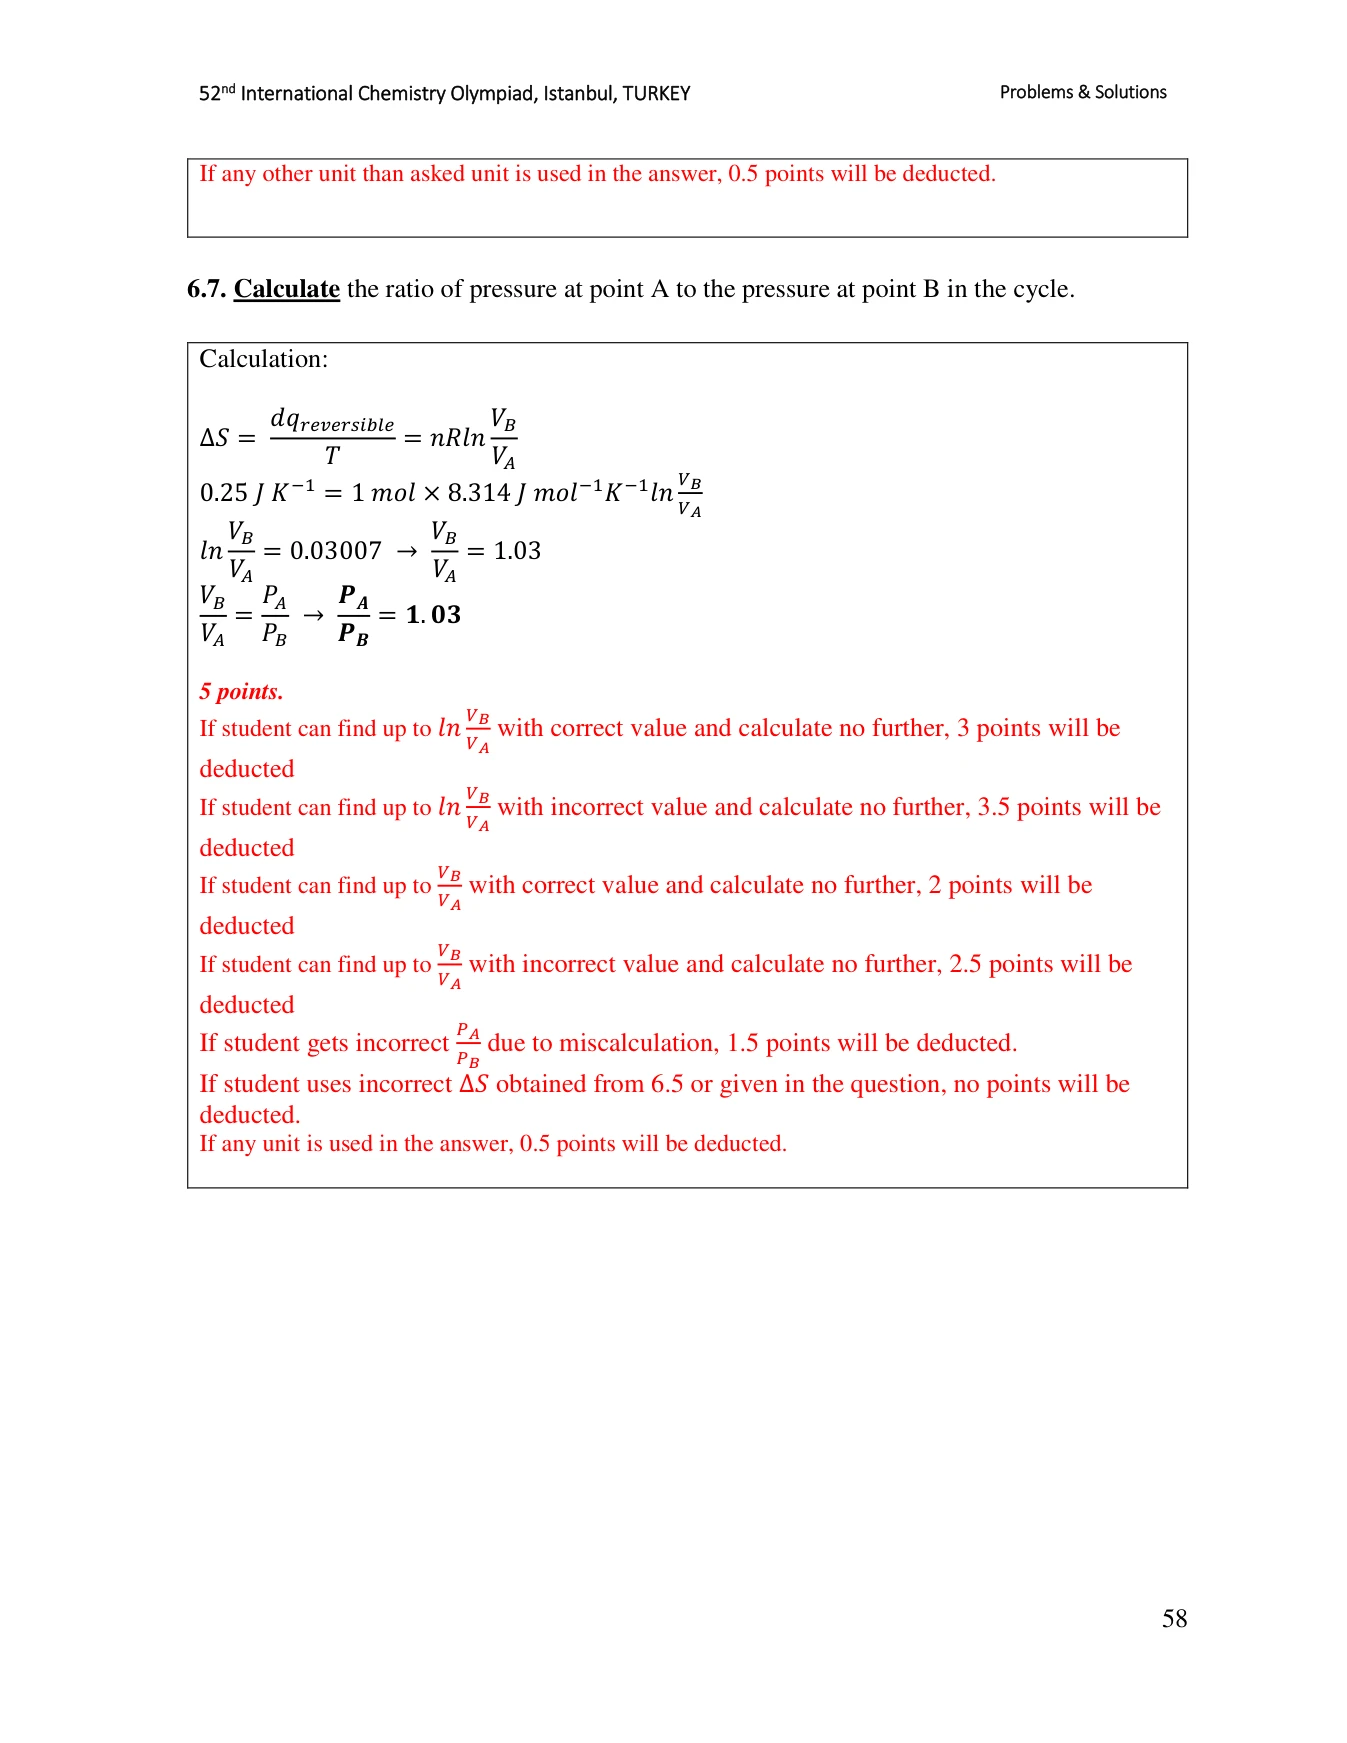 52nd International Chemistry Olympiad, Istanbul, TURKEY Problems & Solutions
If any other unit than asked unit is used in the answer, 0.5 points will be deducted.
6.7. Calculate the ratio of pressure at point A to the pressure at point B in the cycle.
Calculation:
ΔS = dq_reversible / T = nRln V_B/V_A
0.25 J K⁻¹ = 1 mol × 8.314 J mol⁻¹K⁻¹ln V_B/V_A
ln V_B/V_A = 0.03007 → V_B/V_A = 1.03
V_B/V_A = P_A/P_B → P_A/P_B = 1.03
5 points.
If student can find up to ln V_B/V_A with correct value and calculate no further, 3 points will be
deducted
If student can find up to ln V_B/V_A with incorrect value and calculate no further, 3.5 points will be
deducted
If student can find up to V_B/V_A with correct value and calculate no further, 2 points will be
deducted
If student can find up to V_B/V_A with incorrect value and calculate no further, 2.5 points will be
deducted
If student gets incorrect P_A/P_B due to miscalculation, 1.5 points will be deducted.
If student uses incorrect ΔS obtained from 6.5 or given in the question, no points will be
deducted.
If any unit is used in the answer, 0.5 points will be deducted.
58